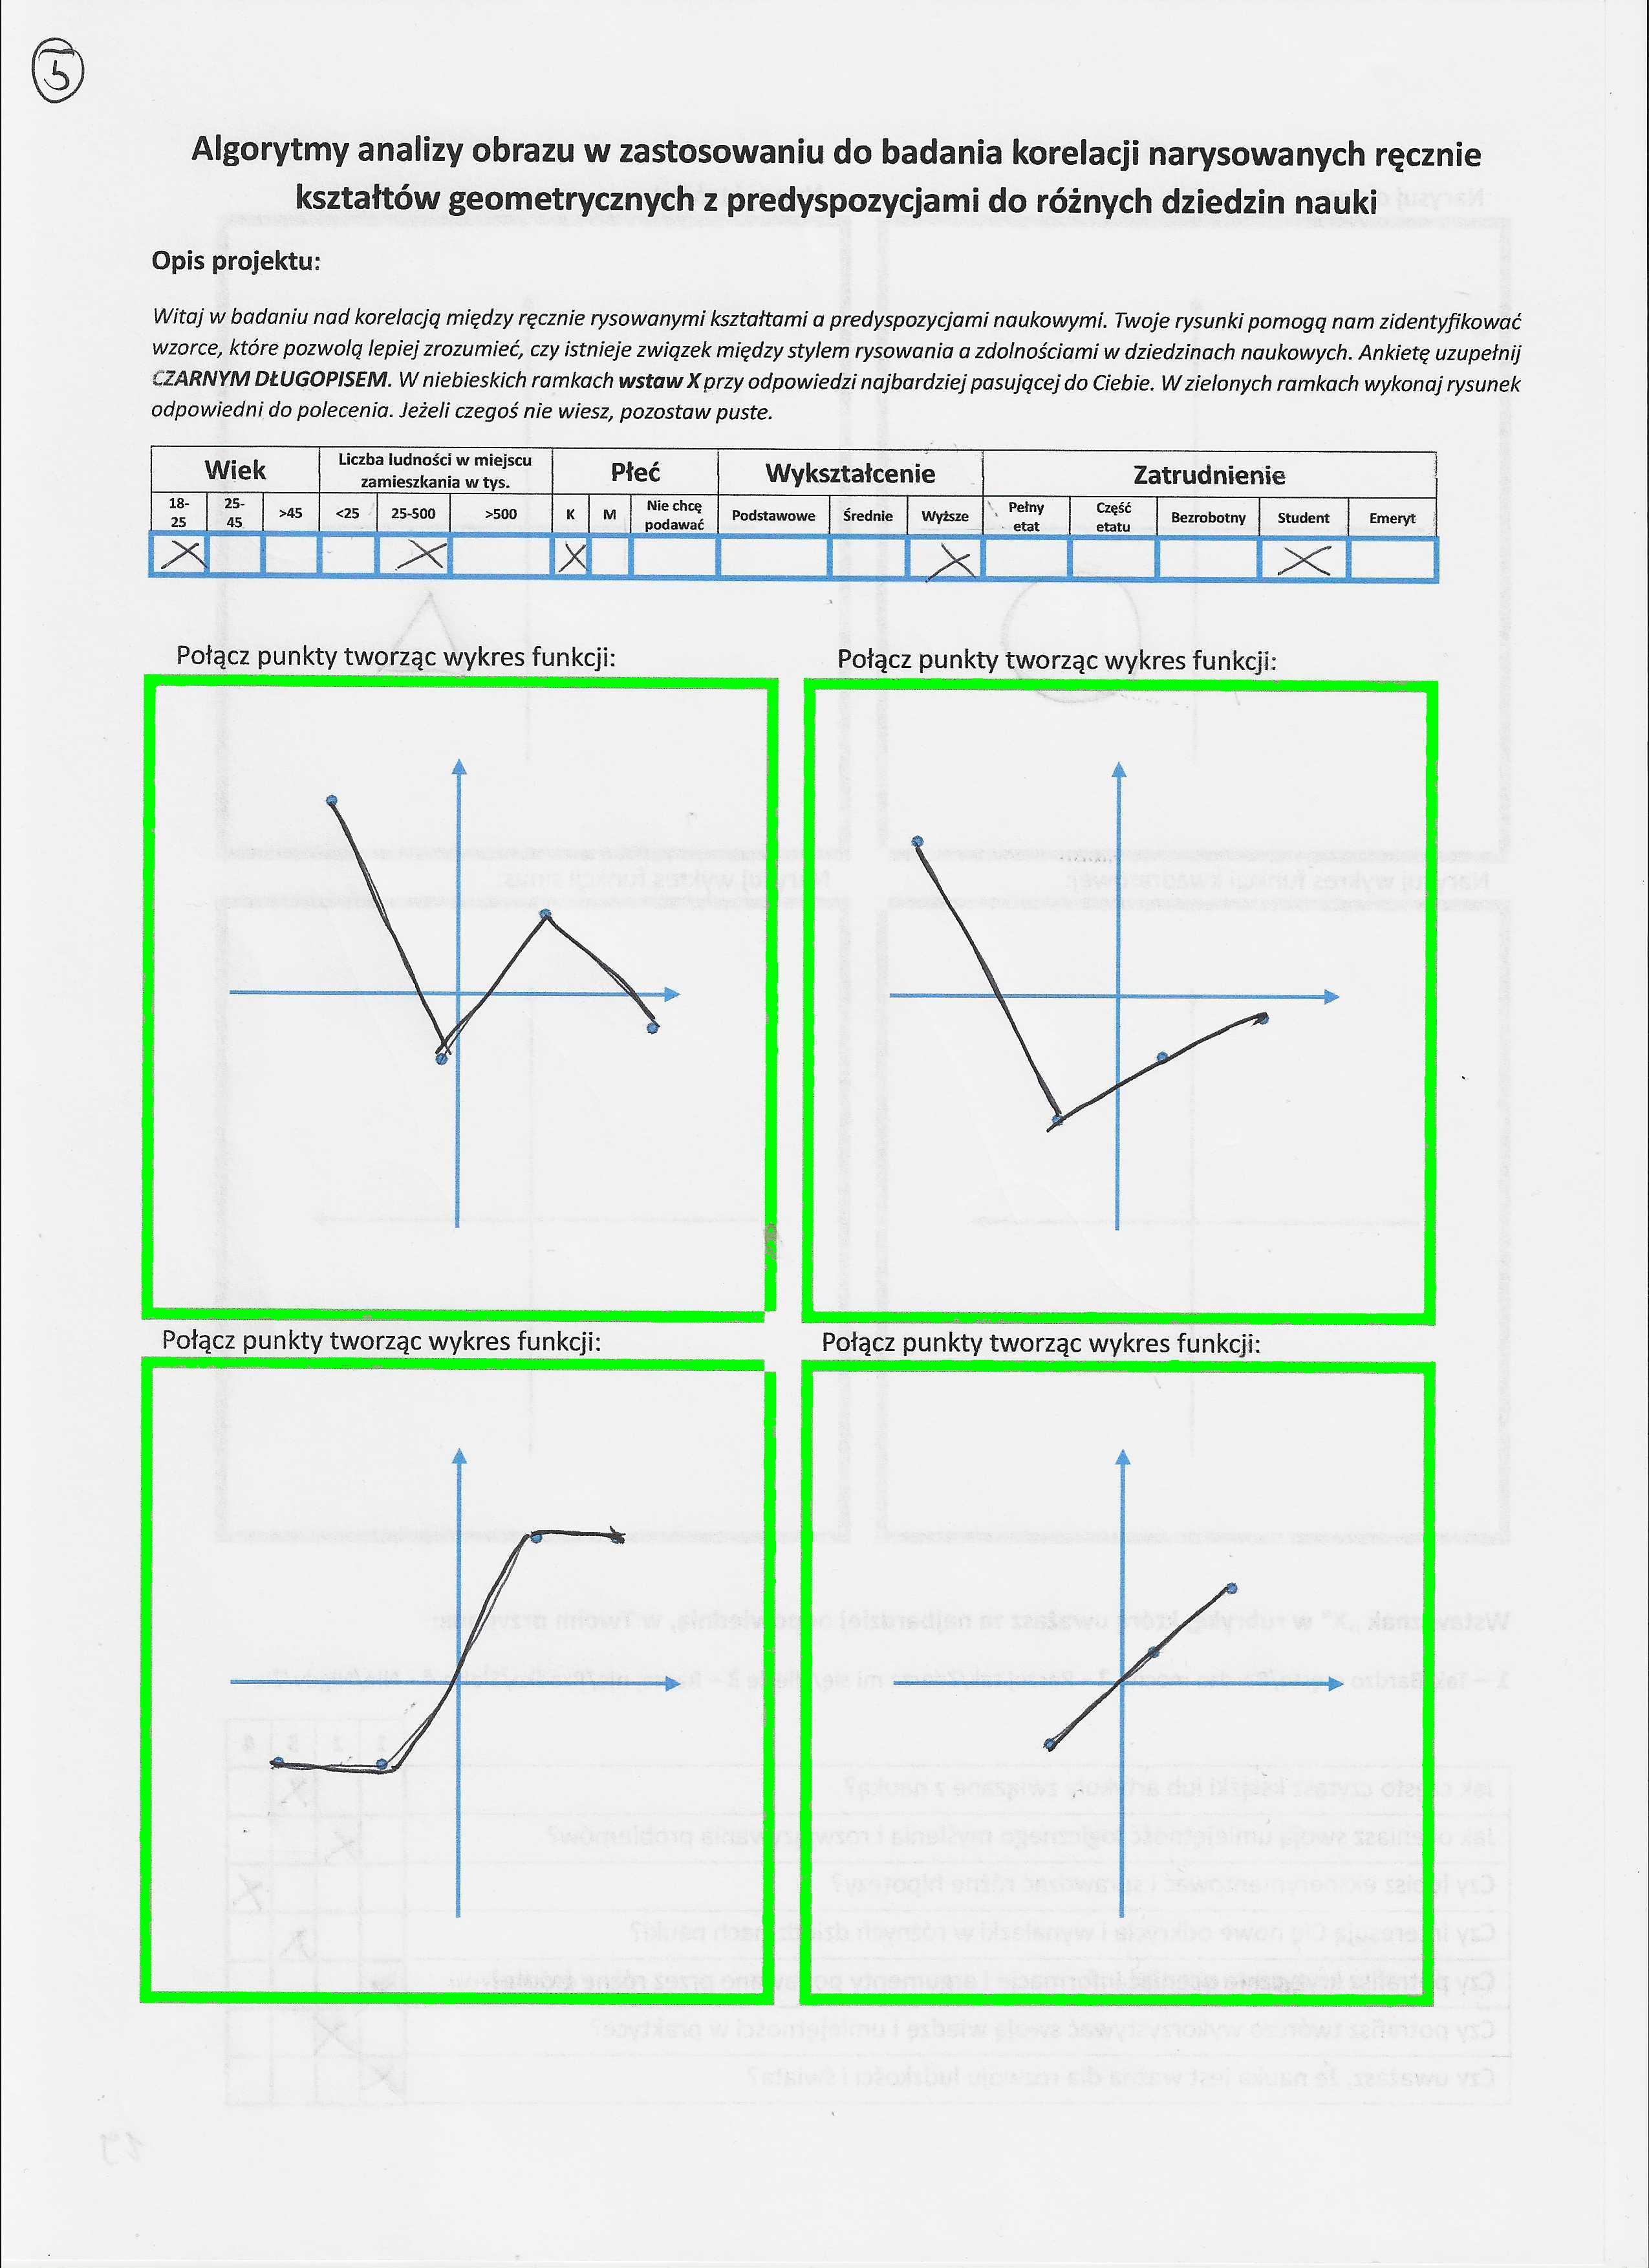 5
Algorytmy analizy obrazu w zastosowaniu do badania korelacji narysowanych ręcznie
kształtów geometrycznych z predyspozycjami do różnych dziedzin nauki
Opis projektu:
Witaj w badaniu nad korelacją między ręcznie rysowanymi kształtami a predyspozycjami naukowymi. Twoje rysunki pomogą nam zidentyfikować
wzorce, które pozwolą lepiej zrozumieć, czy istnieje związek między stylem rysowania a zdolnościami w dziedzinach naukowych. Ankietę uzupełnij
CZARNYM DŁUGOPISEM. W niebieskich ramkach wstaw X przy odpowiedzi najbardziej pasującej do Ciebie. W zielonych ramkach wykonaj rysunek
odpowiedni do polecenia. Jeżeli czegoś nie wiesz, pozostaw puste.
Wiek Liczba ludności w miejscu zamieszkania w tys. Płeć Wykształcenie Zatrudnienie
18-25 25-45 >45 <25 25-500 >500 K M Nie chcę podawać Podstawowe Średnie Wyższe Pełny etat Część etatu Bezrobotny Student Emeryt
X X X X X
Połącz punkty tworząc wykres funkcji: Połącz punkty tworząc wykres funkcji:
Połącz punkty tworząc wykres funkcji: Połącz punkty tworząc wykres funkcji: